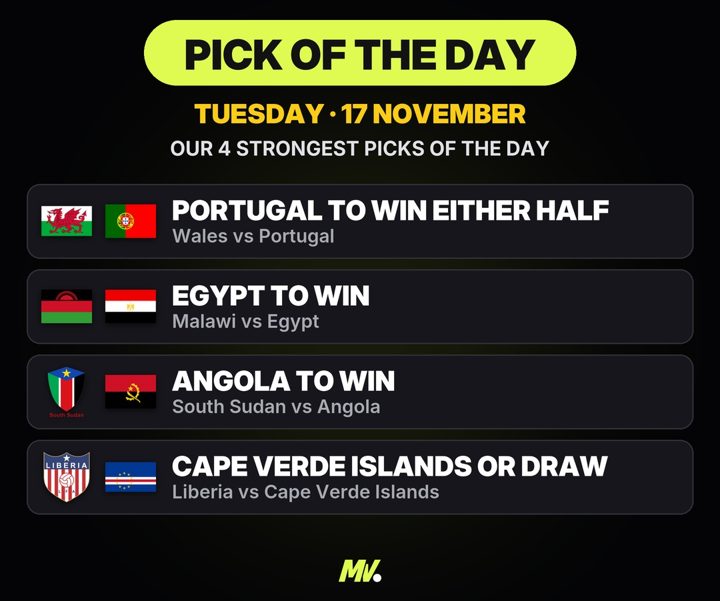 PICK OF THE DAY
TUESDAY · 17 NOVEMBER
OUR 4 STRONGEST PICKS OF THE DAY
PORTUGAL TO WIN EITHER HALF
Wales vs Portugal
EGYPT TO WIN
Malawi vs Egypt
ANGOLA TO WIN
South Sudan vs Angola
South Sudan
CAPE VERDE ISLANDS OR DRAW
LIBERIA
Liberia vs Cape Verde Islands
MV.